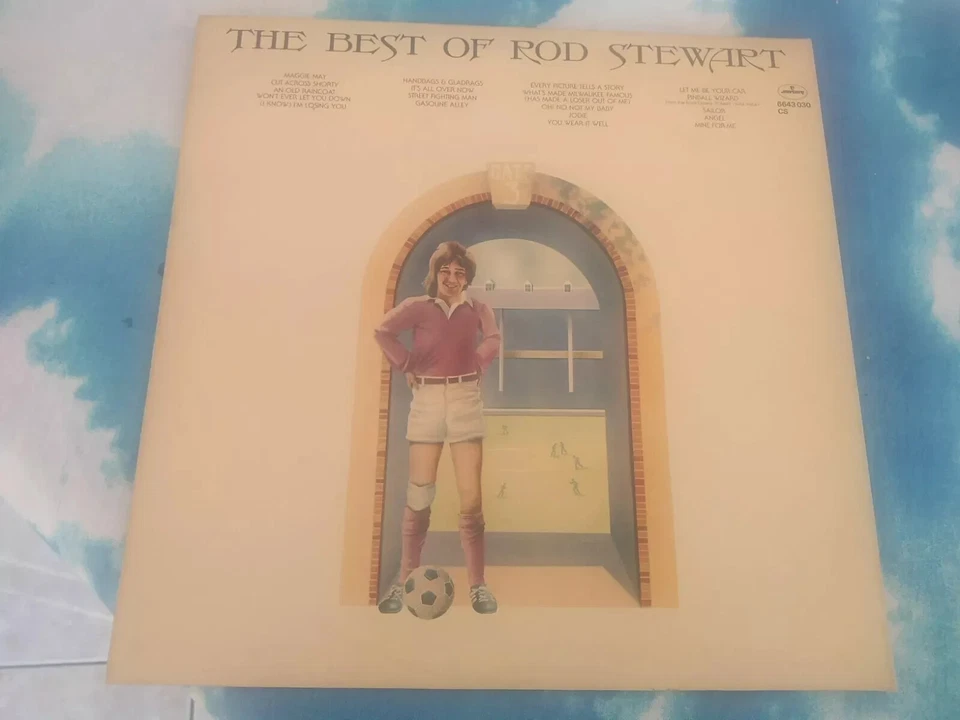 THE BEST OF ROD STEWART
MAGGIE MAY
CUT ACROSS SHORTY
AN OLD RAINCOAT
WON'T EVER LET YOU DOWN
(I KNOW) I'M LOSING YOU
HANDBAGS & GLADRAGS
IT'S ALL OVER NOW
STREET FIGHTING MAN
GASOLINE ALLEY
EVERY PICTURE TELLS A STORY
WHAT'S MADE MILWAUKEE FAMOUS
(HAS MADE A LOSER OUT OF ME)
OH! NO NOT MY BABY
JODIE
YOU WEAR IT WELL
LET ME BE YOUR CAR
PINBALL WIZARD
SAILOR
ANGEL
MINE FOR ME
mercury
6643 030
CS